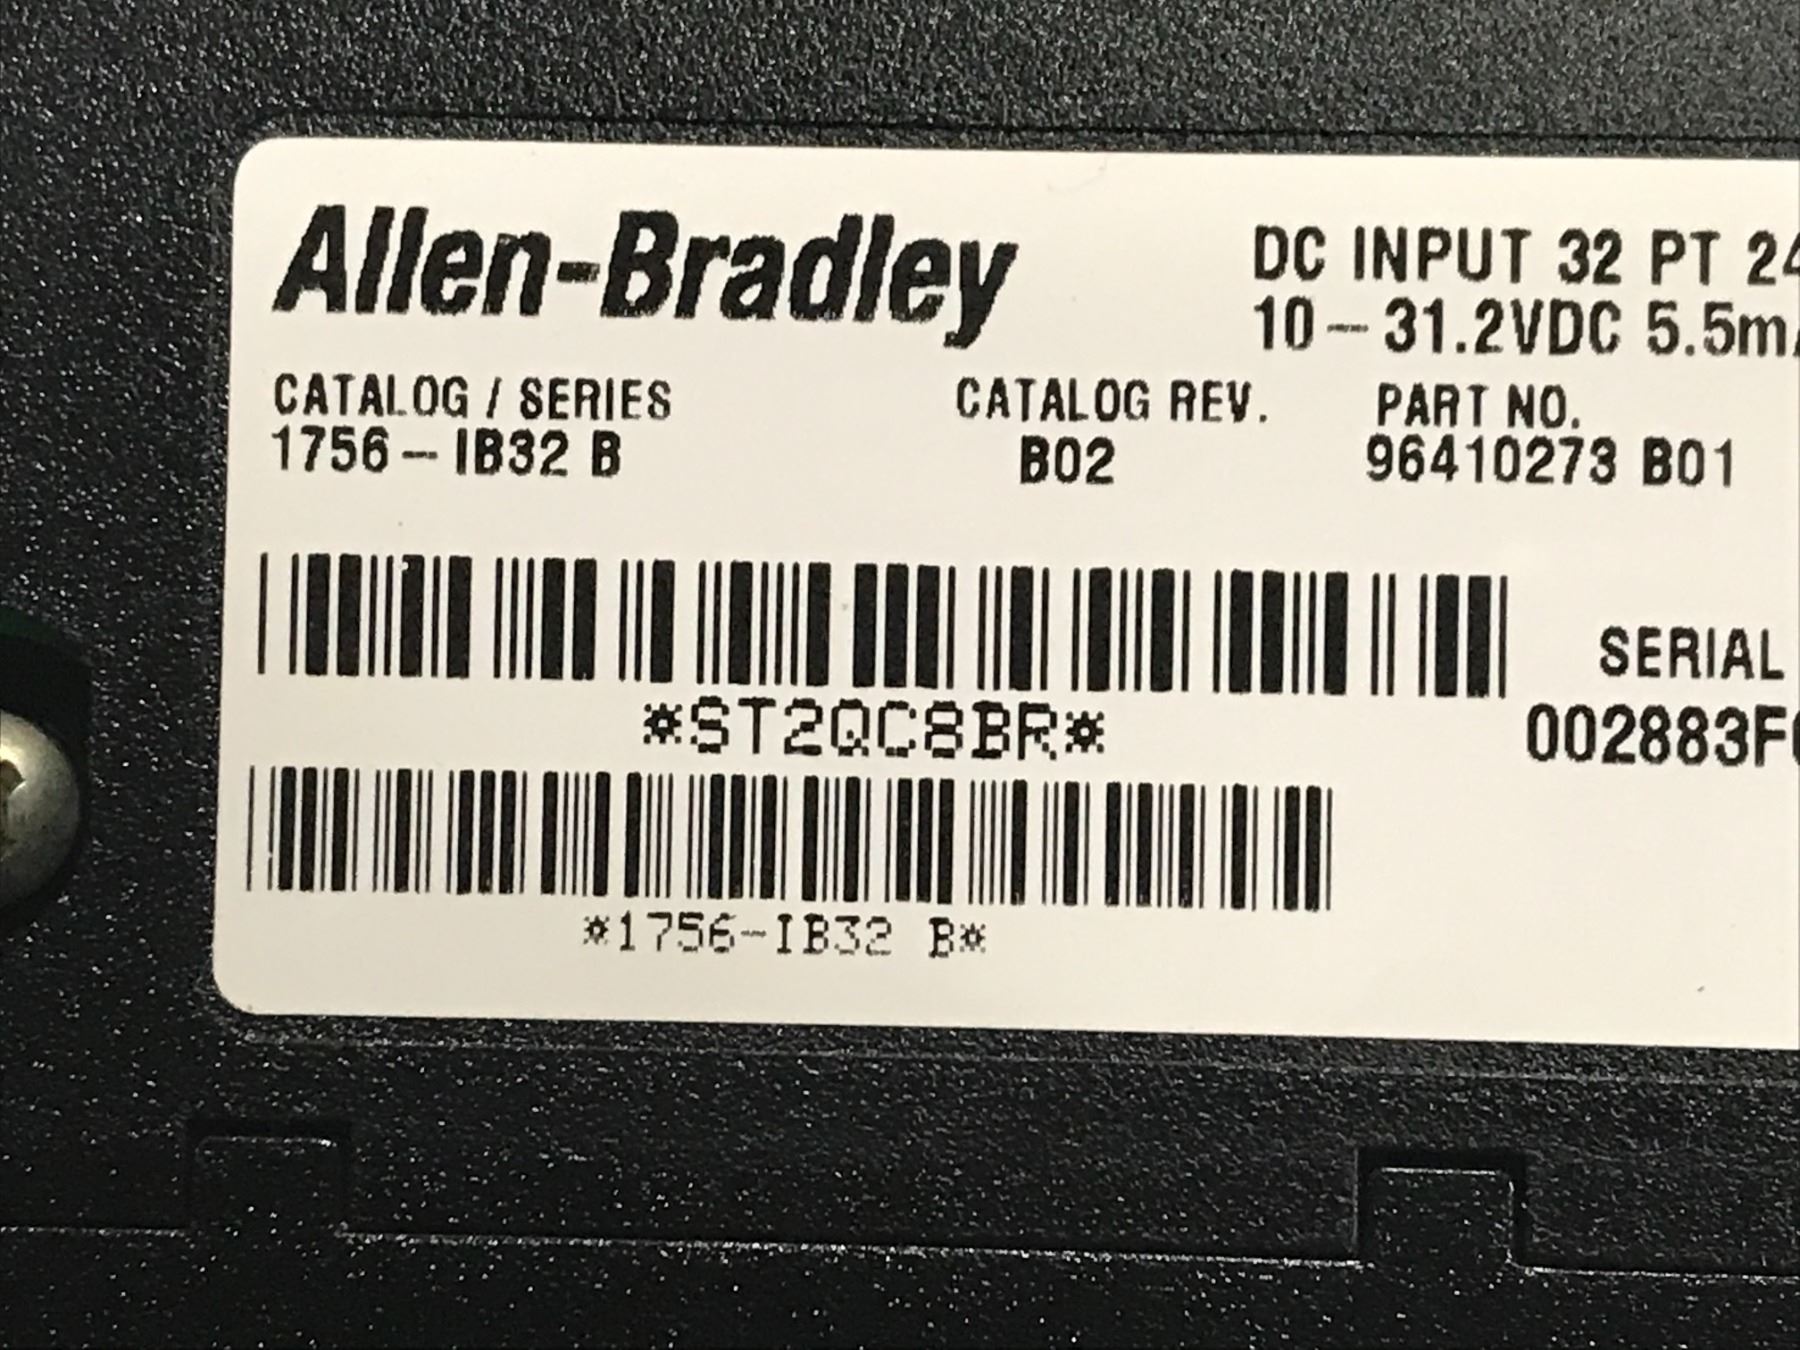 Allen-Bradley
DC INPUT 32 PT 24
10-31.2VDC 5.5m
CATALOG / SERIES
1756-IB32 B
CATALOG REV.
B02
PART NO.
96410273 B01
SERIAL
002883F
*ST2QC8BR*
*1756-IB32 B*